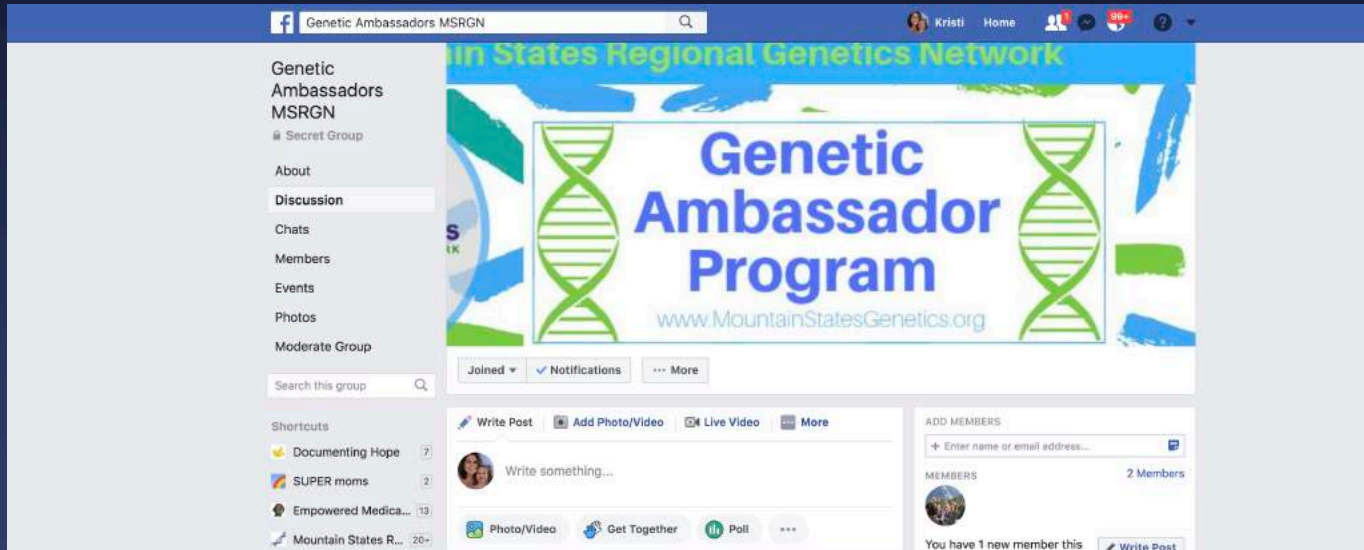 Genetic Ambassadors MSRGN
Kristi Home 1 99+
in States Regional Genetics Network
Genetic
Ambassadors
MSRGN
Secret Group
About
Discussion
Chats
Members
Events
Photos
Moderate Group
Search this group
Shortcuts
Documenting Hope 7
SUPER moms 2
Empowered Medica... 13
Mountain States R... 20+
S
RK
Genetic
Ambassador
Program
www.MountainStatesGenetics.org
Joined Notifications ... More
Write Post Add Photo/Video Live Video More
Write something...
Photo/Video Get Together Poll ...
ADD MEMBERS
+ Enter name or email address...
MEMBERS 2 Members
You have 1 new member this
Write Post